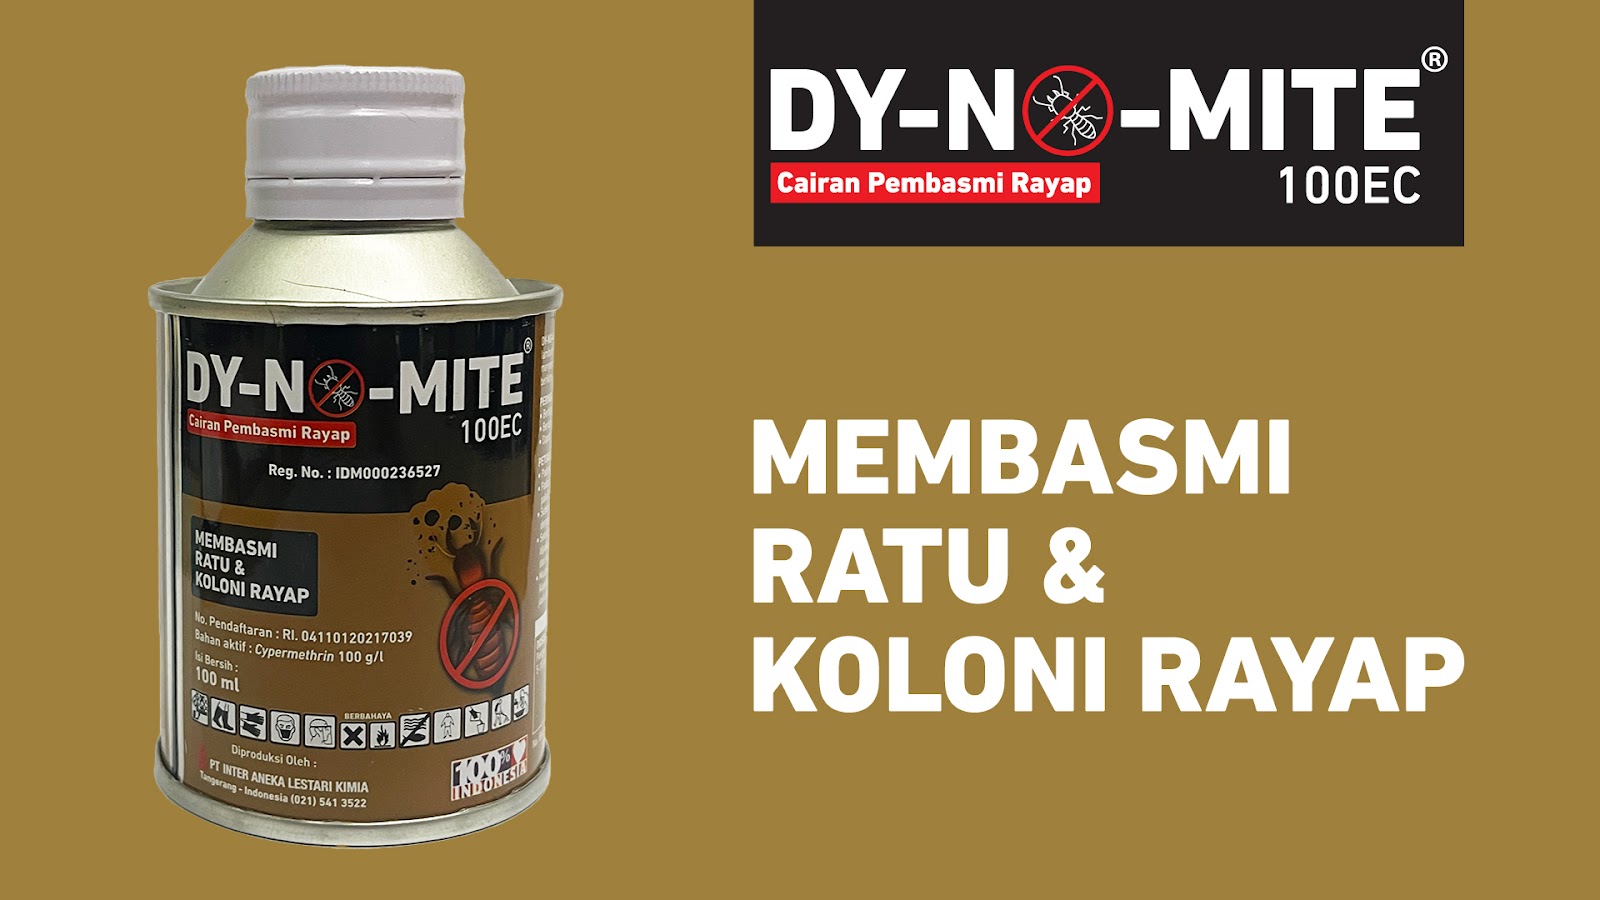 DY-NO-MITE®
Cairan Pembasmi Rayap
100EC
MEMBASMI
RATU &
KOLONI RAYAP
DY-NO-MITE®
Cairan Pembasmi Rayap
100EC
Reg. No. : IDM000236527
MEMBASMI
RATU &
KOLONI RAYAP
No. Pendaftaran : RI. 04110120217039
Bahan aktif : Cypermethrin 100 g/l
Isi Bersih :
100 ml
BERBAHAYA
Diproduksi Oleh :
PT INTER ANEKA LESTARI KIMIA
Tangerang - Indonesia (021) 541 3522
100%
INDONESIA